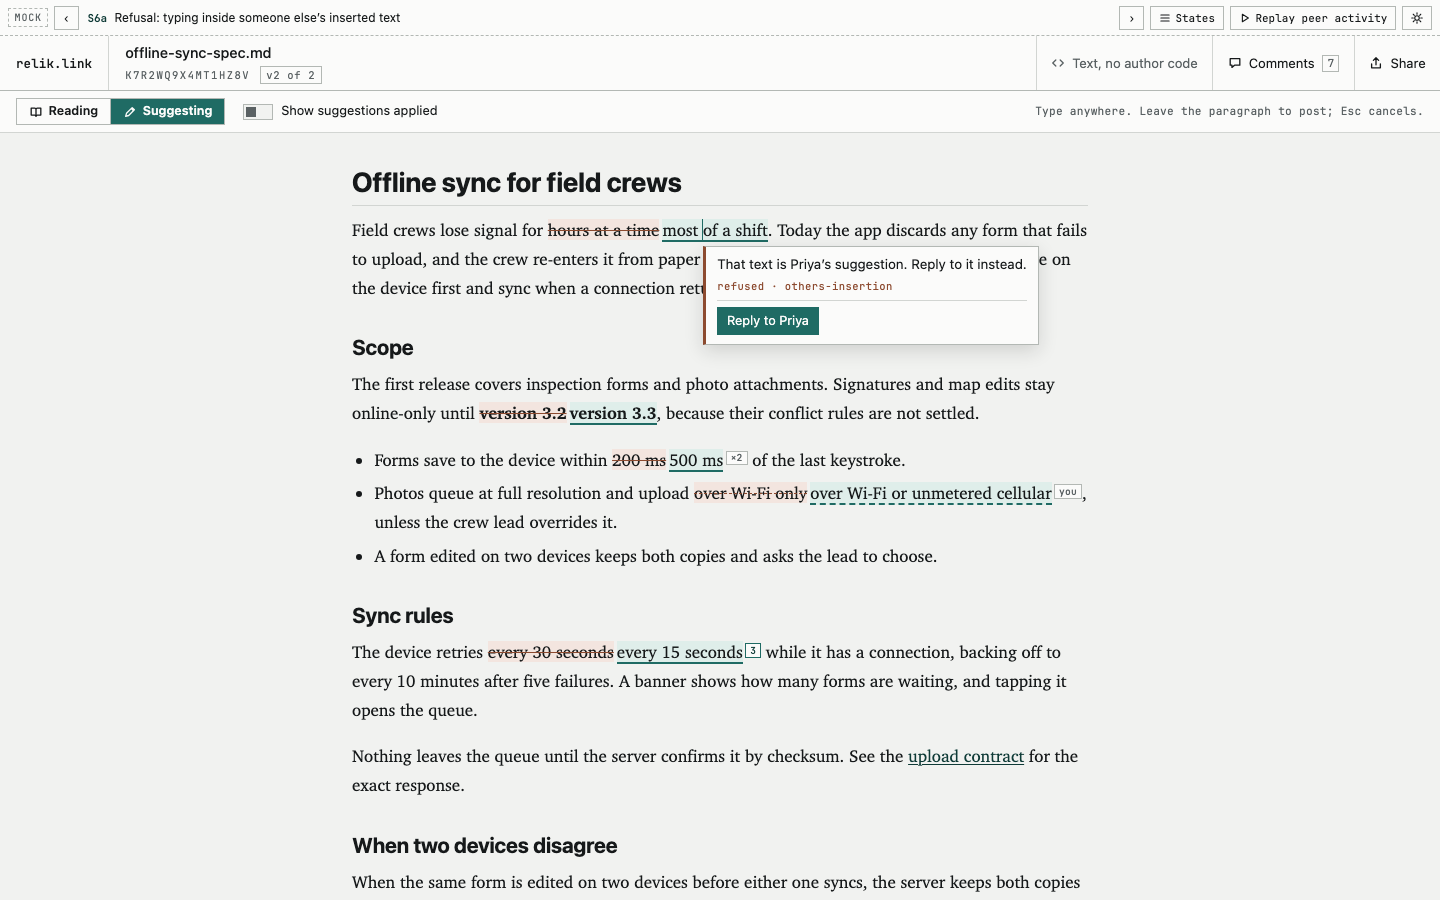 MOCK ‹ S6a Refusal: typing inside someone else’s inserted text › States Replay peer activity
relik.link offline-sync-spec.md Text, no author code Comments 7 Share
K7R2WQ9X4MT1HZ8V v2 of 2
Reading Suggesting Show suggestions applied Type anywhere. Leave the paragraph to post; Esc cancels.
Offline sync for field crews
Field crews lose signal for hours at a time most of a shift. Today the app discards any form that fails
to upload, and the crew re-enters it from paper e on
the device first and sync when a connection retu
That text is Priya’s suggestion. Reply to it instead.
refused · others-insertion
Reply to Priya
Scope
The first release covers inspection forms and photo attachments. Signatures and map edits stay
online-only until version 3.2 version 3.3, because their conflict rules are not settled.
• Forms save to the device within 200 ms 500 ms ×2 of the last keystroke.
• Photos queue at full resolution and upload over Wi-Fi only over Wi-Fi or unmetered cellular you,
unless the crew lead overrides it.
• A form edited on two devices keeps both copies and asks the lead to choose.
Sync rules
The device retries every 30 seconds every 15 seconds 3 while it has a connection, backing off to
every 10 minutes after five failures. A banner shows how many forms are waiting, and tapping it
opens the queue.
Nothing leaves the queue until the server confirms it by checksum. See the upload contract for the
exact response.
When two devices disagree
When the same form is edited on two devices before either one syncs, the server keeps both copies